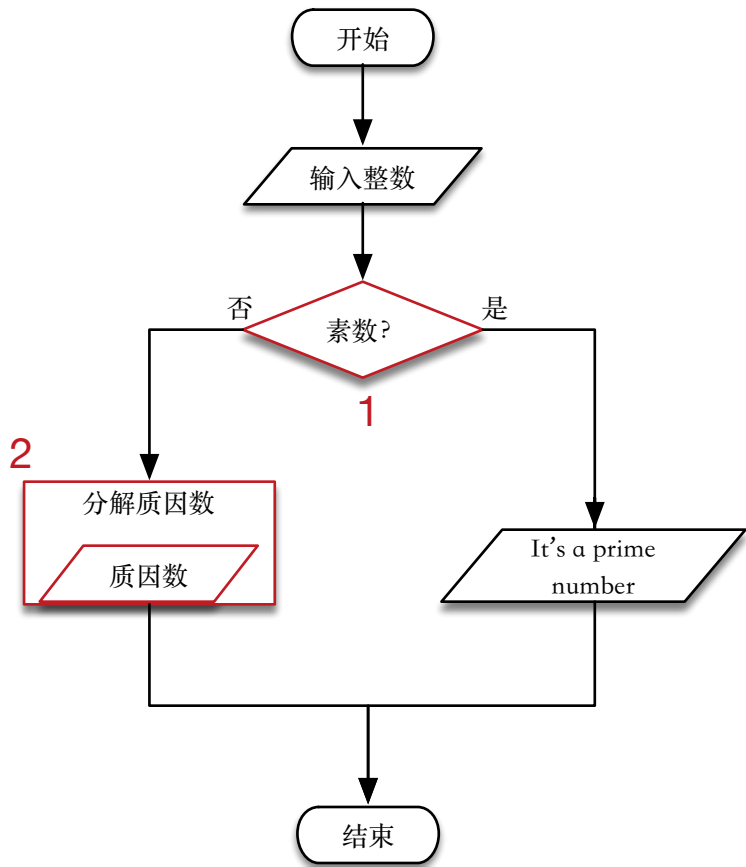 开始
输入整数
否
是
素数?
1
2
分解质因数
质因数
It's a prime
number
结束